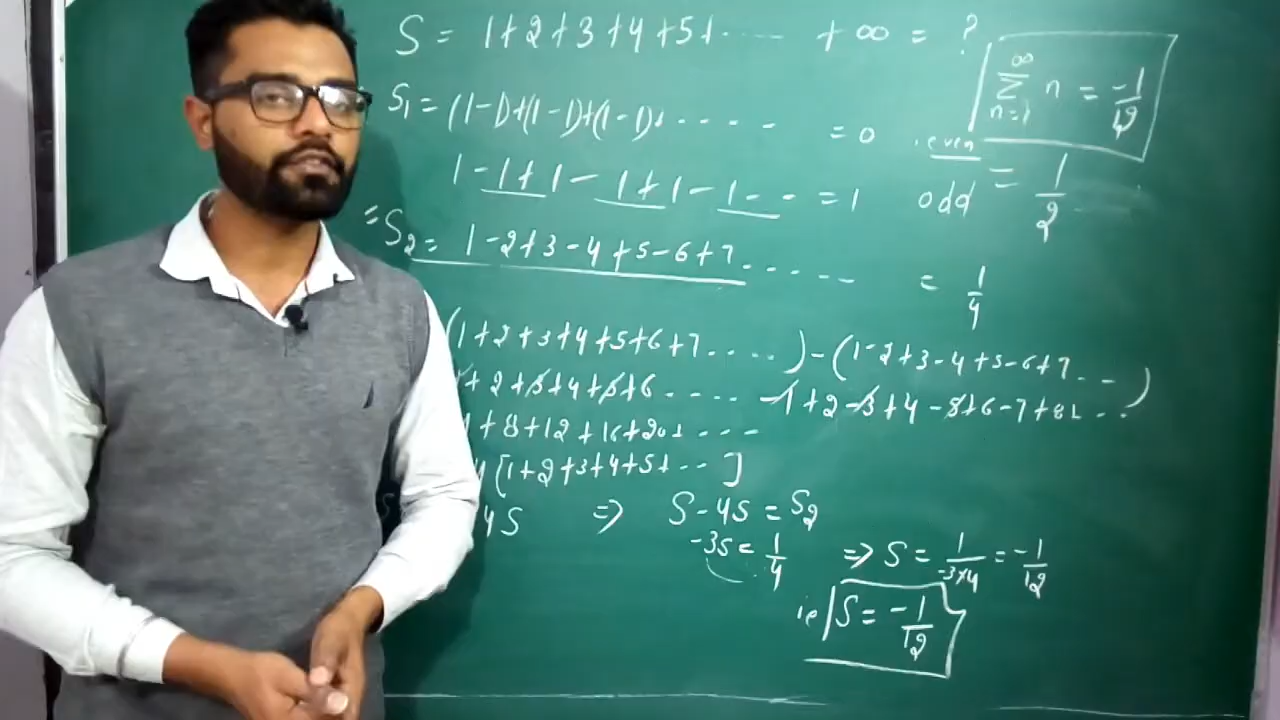 S = 1+2+3+4+5+...... + ∞ = ?
∞
∑ n = -1/12
n=1
S₁ = (1-1)+(1-1)+(1-1)+...... = 0 even
1-1+1-1+1-1... = 1 odd = 1/2
= S₂ = 1-2+3-4+5-6+7......... = 1/4
(1+2+3+4+5+6+7.....) - (1-2+3-4+5-6+7...)
+2+3+4+5+6...... -1+2-3+4-5+6-7+8+...
+8+12+16+20+...
4[1+2+3+4+5+..]
4S ⇒ S-4S = S₂
-3S = 1/4 ⇒ S = 1/-3×4 = -1/12
ie S = -1/12